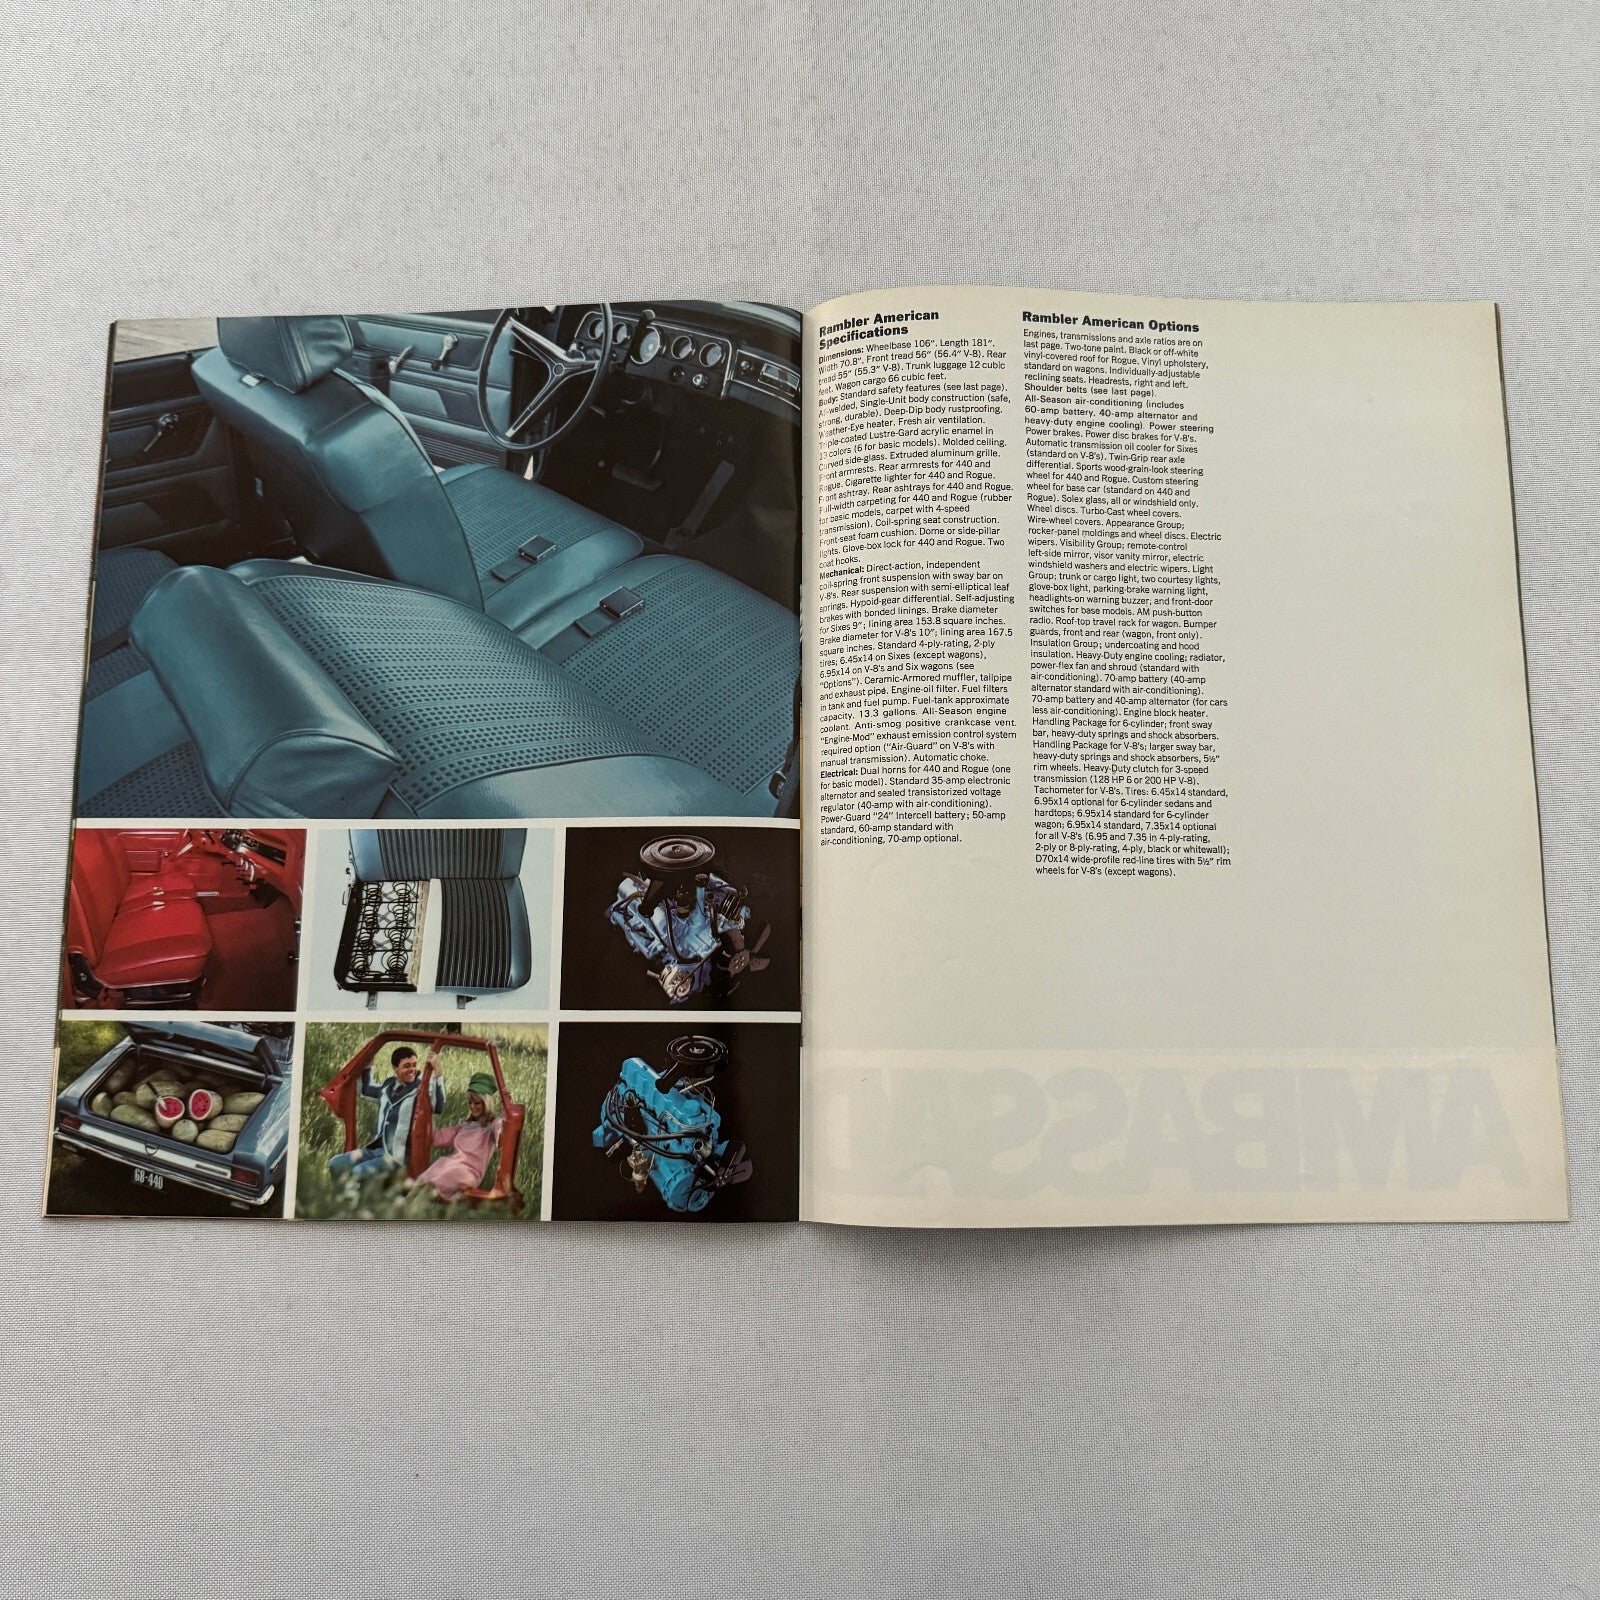 68-440
Rambler American
Specifications
Dimensions: Wheelbase 106". Length 181".
Width 70.8". Front tread 56" (56.4" V-8). Rear
tread 55" (55.3" V-8). Trunk luggage 12 cubic
feet. Wagon cargo 66 cubic feet.
Body: Standard safety features (see last page).
All-welded, Single-Unit body construction (safe,
strong, durable). Deep-Dip body rustproofing.
Weather-Eye heater. Fresh air ventilation.
Triple-coated Lustre-Gard acrylic enamel in
13 colors (6 for basic models). Molded ceiling.
Curved side-glass. Extruded aluminum grille.
Front armrests. Rear armrests for 440 and
Rogue. Cigarette lighter for 440 and Rogue.
Front ashtray. Rear ashtrays for 440 and Rogue.
Full-width carpeting for 440 and Rogue (rubber
for basic models, carpet with 4-speed
transmission). Coil-spring seat construction.
Front-seat foam cushion. Dome or side-pillar
lights. Glove-box lock for 440 and Rogue. Two
coat hooks.
Mechanical: Direct-action, independent
coil-spring front suspension with sway bar on
V-8's. Rear suspension with semi-elliptical leaf
springs. Hypoid-gear differential. Self-adjusting
brakes with bonded linings. Brake diameter
for Sixes 9"; lining area 153.8 square inches.
Brake diameter for V-8's 10"; lining area 167.5
square inches. Standard 4-ply-rating, 2-ply
tires; 6.45x14 on Sixes (except wagons),
6.95x14 on V-8's and Six wagons (see
"Options"). Ceramic-Armored muffler, tailpipe
and exhaust pipe. Engine-oil filter. Fuel filters
in tank and fuel pump. Fuel-tank approximate
capacity, 13.3 gallons. All-Season engine
coolant. Anti-smog positive crankcase vent.
"Engine-Mod" exhaust emission control system
required option ("Air-Guard" on V-8's with
manual transmission). Automatic choke.
Electrical: Dual horns for 440 and Rogue (one
for basic model). Standard 35-amp electronic
alternator and sealed transistorized voltage
regulator (40-amp with air-conditioning).
Power-Guard "24" Intercell battery; 50-amp
standard, 60-amp standard with
air-conditioning, 70-amp optional.
Rambler American Options
Engines, transmissions and axle ratios are on
last page. Two-tone paint. Black or off-white
vinyl-covered roof for Rogue. Vinyl upholstery,
standard on wagons. Individually-adjustable
reclining seats. Headrests, right and left.
Shoulder belts (see last page).
All-Season air-conditioning (includes
60-amp battery, 40-amp alternator and
heavy-duty engine cooling). Power steering
Power brakes. Power disc brakes for V-8's.
Automatic transmission oil cooler for Sixes
(standard on V-8's). Twin-Grip rear axle
differential. Sports wood-grain-look steering
wheel for 440 and Rogue. Custom steering
wheel for base car (standard on 440 and
Rogue). Solex glass, all or windshield only.
Wheel discs. Turbo-Cast wheel covers.
Wire-wheel covers. Appearance Group;
rocker-panel moldings and wheel discs. Electric
wipers. Visibility Group; remote-control
left-side mirror, visor vanity mirror, electric
windshield washers and electric wipers. Light
Group; trunk or cargo light, two courtesy lights,
glove-box light, parking-brake warning light,
headlights-on warning buzzer, and front-door
switches for base models. AM push-button
radio. Roof-top travel rack for wagon. Bumper
guards, front and rear (wagon, front only).
Insulation Group; undercoating and hood
insulation. Heavy-Duty engine cooling; radiator,
power-flex fan and shroud (standard with
air-conditioning). 70-amp battery (40-amp
alternator standard with air-conditioning).
70-amp battery and 40-amp alternator (for cars
less air-conditioning). Engine block heater.
Handling Package for 6-cylinder; front sway
bar, heavy-duty springs and shock absorbers.
Handling Package for V-8's; larger sway bar,
heavy-duty springs and shock absorbers, 5½"
rim wheels. Heavy-Duty clutch for 3-speed
transmission (128 HP 6 or 200 HP V-8).
Tachometer for V-8's. Tires: 6.45x14 standard,
6.95x14 optional for 6-cylinder sedans and
hardtops; 6.95x14 standard for 6-cylinder
wagon; 6.95x14 standard, 7.35x14 optional
for all V-8's (6.95 and 7.35 in 4-ply-rating,
2-ply or 8-ply-rating, 4-ply, black or whitewall);
D70x14 wide-profile red-line tires with 5½" rim
wheels for V-8's (except wagons).